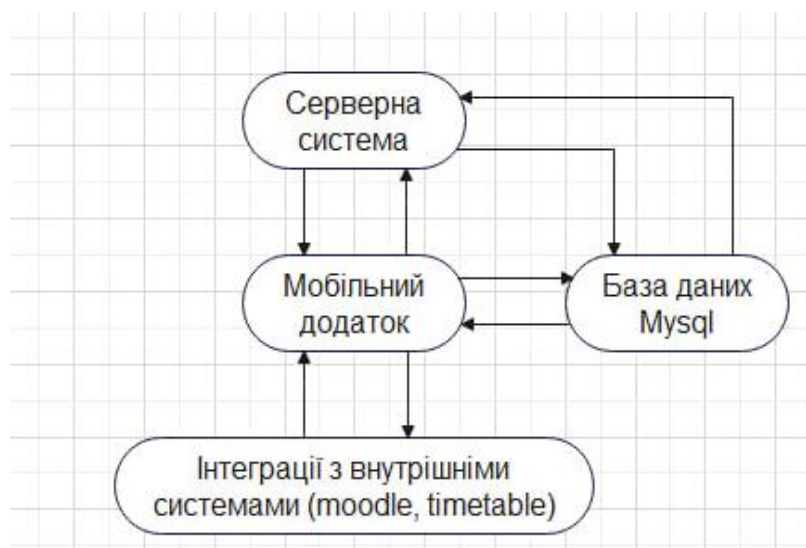 Серверна
система
Мобільний
додаток
База даних
Mysql
Інтеграції з внутрішніми
системами (moodle, timetable)